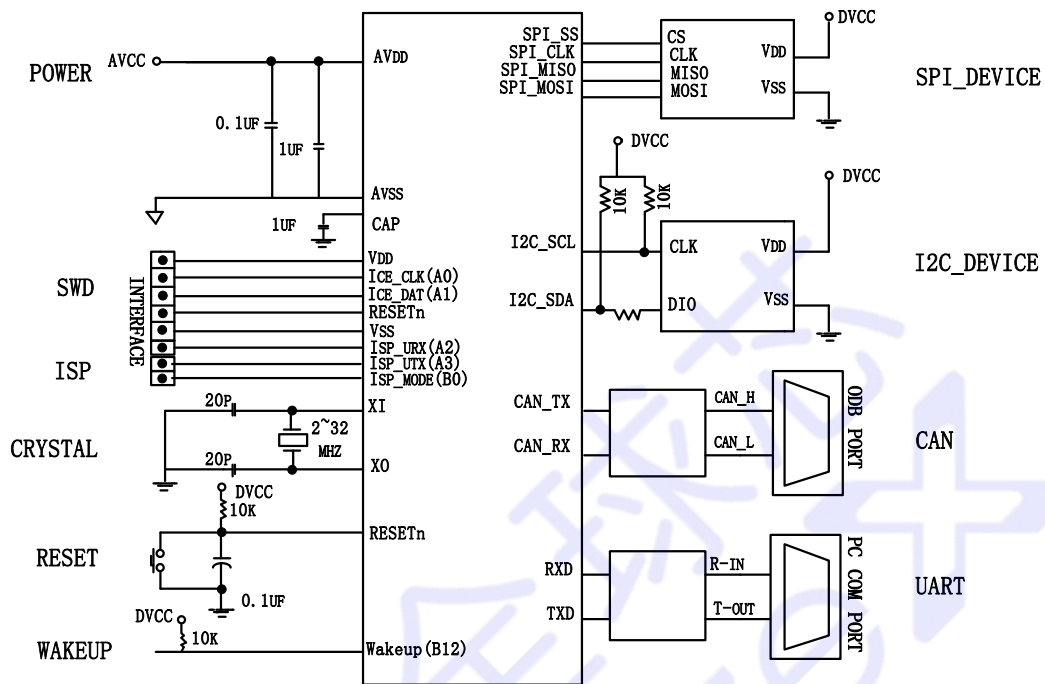 POWER
AVCC
0.1UF
1UF
AVDD
AVSS
1UF
CAP
SWD
ISP
INTERFACE
VDD
ICE_CLK(A0)
ICE_DAT(A1)
RESETn
VSS
ISP_URX(A2)
ISP_UTX(A3)
ISP_MODE(B0)
CRYSTAL
20P
20P
2~32
MHZ
XI
XO
RESET
DVCC
10K
0.1UF
RESETn
WAKEUP
DVCC
10K
Wakeup(B12)
SPI_SS
SPI_CLK
SPI_MISO
SPI_MOSI
CS
CLK
MISO
MOSI
VDD
VSS
DVCC
SPI_DEVICE
DVCC
10K
10K
I2C_SCL
I2C_SDA
CLK
DIO
VDD
VSS
DVCC
I2C_DEVICE
CAN_TX
CAN_RX
CAN_H
CAN_L
ODB PORT
CAN
RXD
TXD
R-IN
T-OUT
PC COM PORT
UART
全球芯